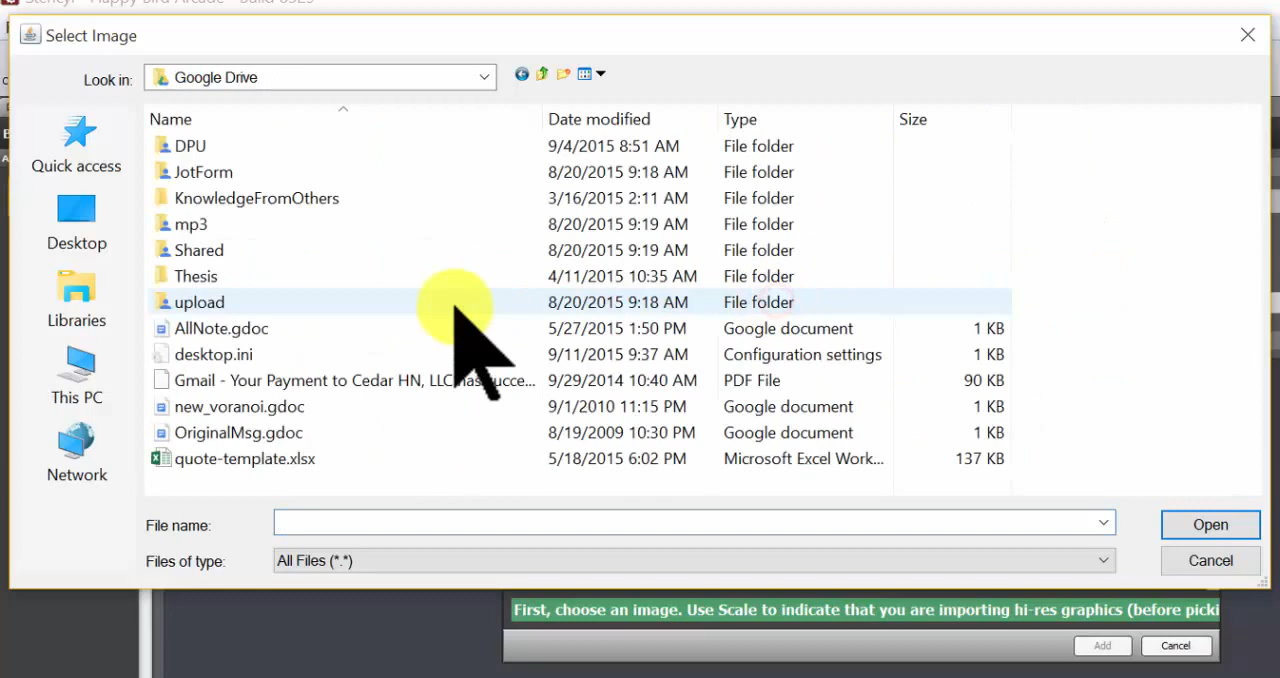 Stencyl - Happy Bird Arcade - Build 8529
Select Image
Look in: Google Drive
Name Date modified Type Size
DPU 9/4/2015 8:51 AM File folder
JotForm 8/20/2015 9:18 AM File folder
KnowledgeFromOthers 3/16/2015 2:11 AM File folder
mp3 8/20/2015 9:19 AM File folder
Shared 8/20/2015 9:19 AM File folder
Thesis 4/11/2015 10:35 AM File folder
upload 8/20/2015 9:18 AM File folder
AllNote.gdoc 5/27/2015 1:50 PM Google document 1 KB
desktop.ini 9/11/2015 9:37 AM Configuration settings 1 KB
Gmail - Your Payment to Cedar HN, LLC has Succe... 9/29/2014 10:40 AM PDF File 90 KB
new_voranoi.gdoc 9/1/2010 11:15 PM Google document 1 KB
OriginalMsg.gdoc 8/19/2009 10:30 PM Google document 1 KB
quote-template.xlsx 5/18/2015 6:02 PM Microsoft Excel Work... 137 KB
Quick access
Desktop
Libraries
This PC
Network
File name:
Open
Files of type: All Files (*.*)
Cancel
First, choose an image. Use Scale to indicate that you are importing hi-res graphics (before picki
Add Cancel